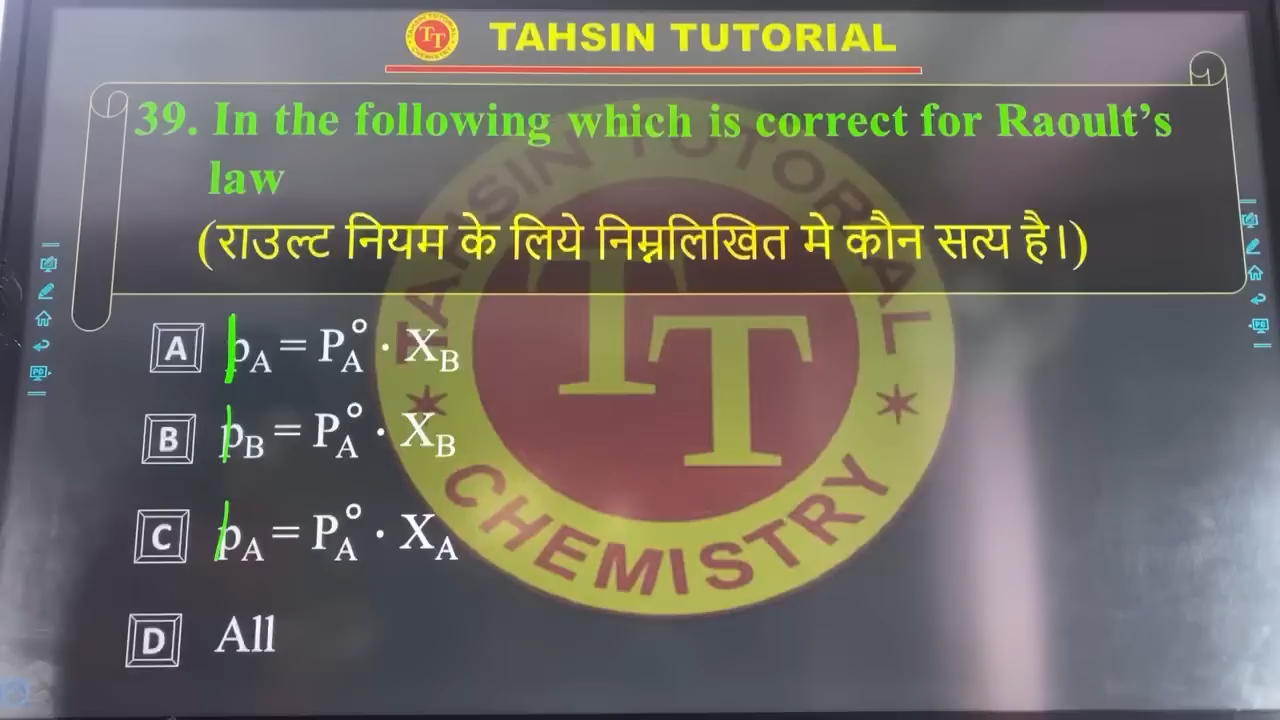 TT
TAHSIN TUTORIAL
39. In the following which is correct for Raoult's
law
(राउल्ट नियम के लिये निम्नलिखित मे कौन सत्य है।)
TAHSIN TUTORIAL
TT
CHEMISTRY
A pA = P°A · XB
B pB = P°A · XB
C pA = P°A · XA
D All